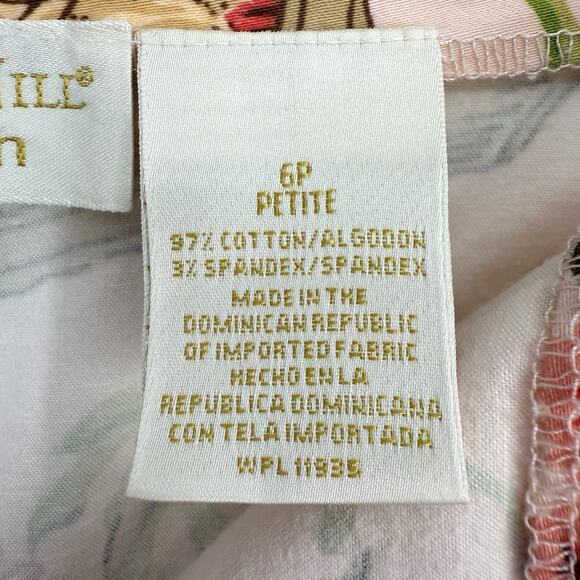 ILL®
n
6P
PETITE
97% COTTON/ALGODON
3% SPANDEX/SPANDEX
MADE IN THE
DOMINICAN REPUBLIC
OF IMPORTED FABRIC
HECHO EN LA
REPUBLICA DOMINICANA
CON TELA IMPORTADA
WPL 11935